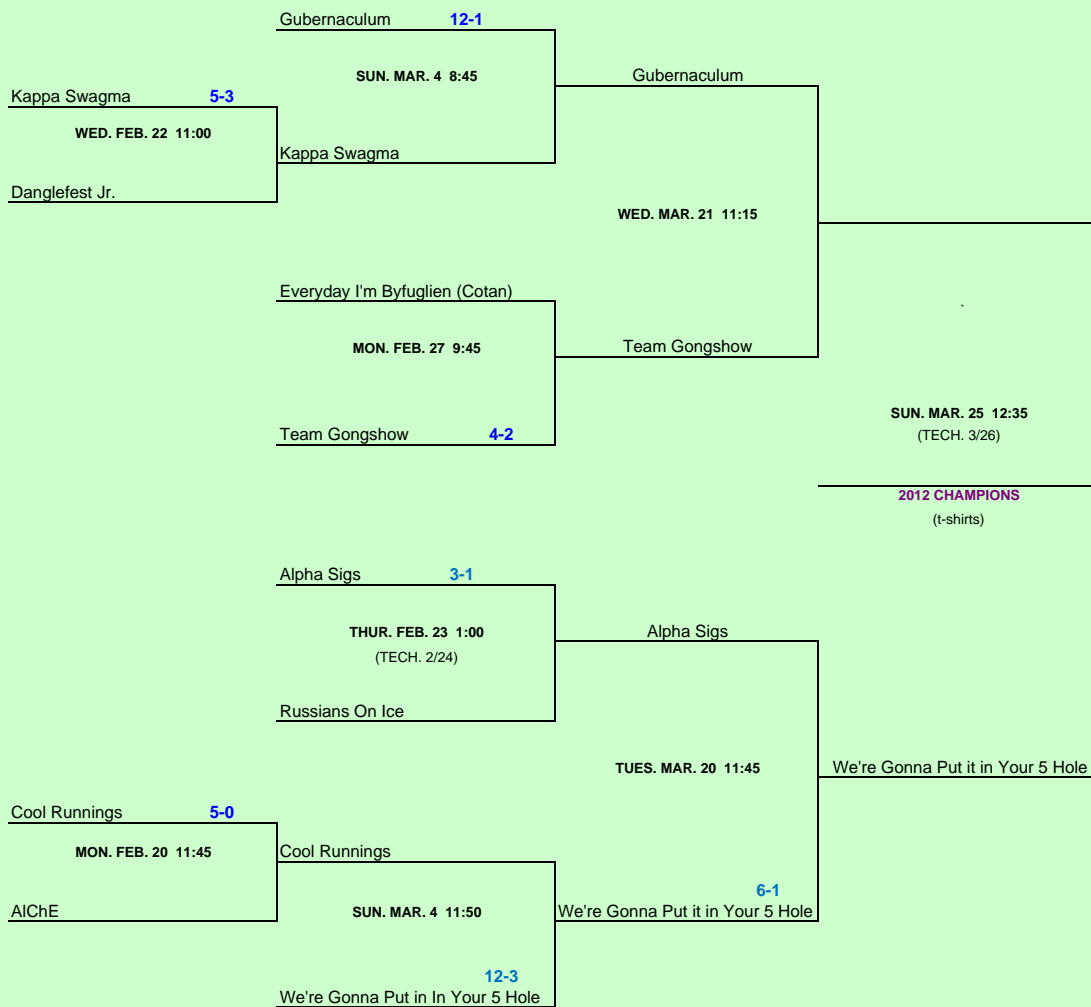 Gubernaculum 12-1
SUN. MAR. 4 8:45
Gubernaculum
Kappa Swagma 5-3
WED. FEB. 22 11:00
Kappa Swagma
Danglefest Jr.
WED. MAR. 21 11:15
Everyday I'm Byfuglien (Cotan)
`
MON. FEB. 27 9:45
Team Gongshow
SUN. MAR. 25 12:35
(TECH. 3/26)
Team Gongshow 4-2
2012 CHAMPIONS
(t-shirts)
Alpha Sigs 3-1
THUR. FEB. 23 1:00
(TECH. 2/24)
Alpha Sigs
Russians On Ice
TUES. MAR. 20 11:45
We're Gonna Put it in Your 5 Hole
Cool Runnings 5-0
MON. FEB. 20 11:45
Cool Runnings
6-1
AIChE
SUN. MAR. 4 11:50
We're Gonna Put it in Your 5 Hole
12-3
We're Gonna Put in In Your 5 Hole